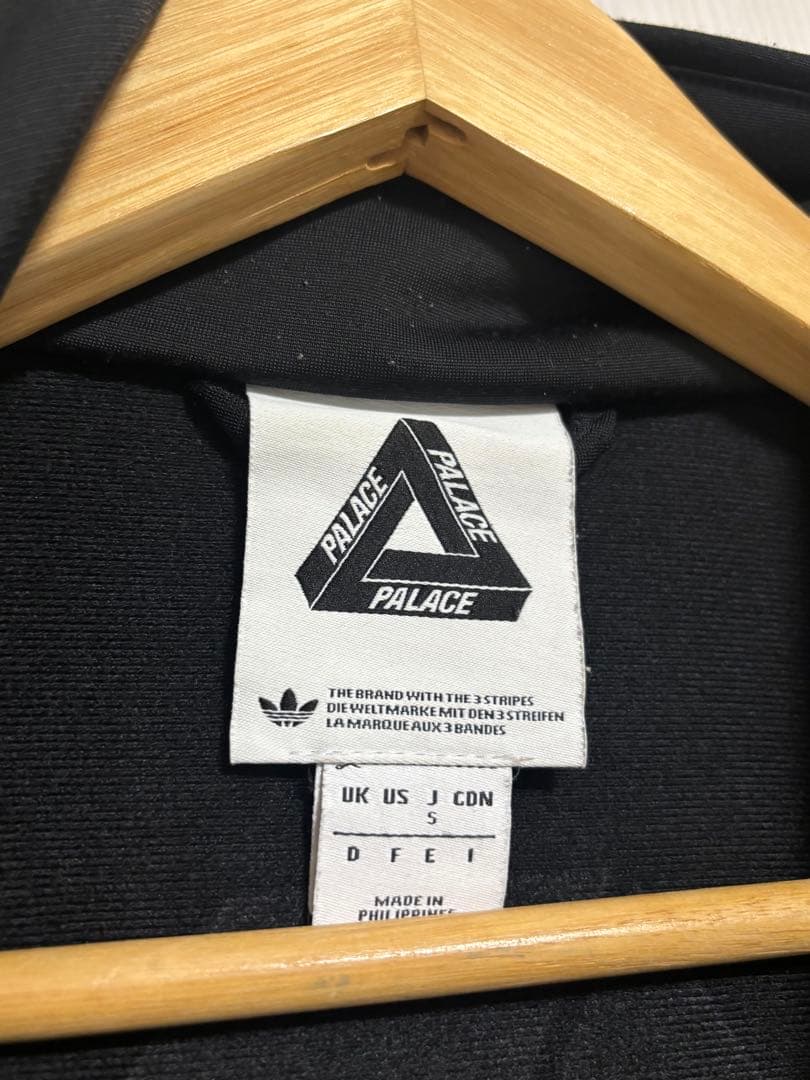 PALACE
PALACE
PALACE
THE BRAND WITH THE 3 STRIPES
DIE WELTMARKE MIT DEN 3 STREIFEN
LA MARQUE AUX 3 BANDES
UK US J CDN
S
D F E I
MADE IN
PHILIPPINES